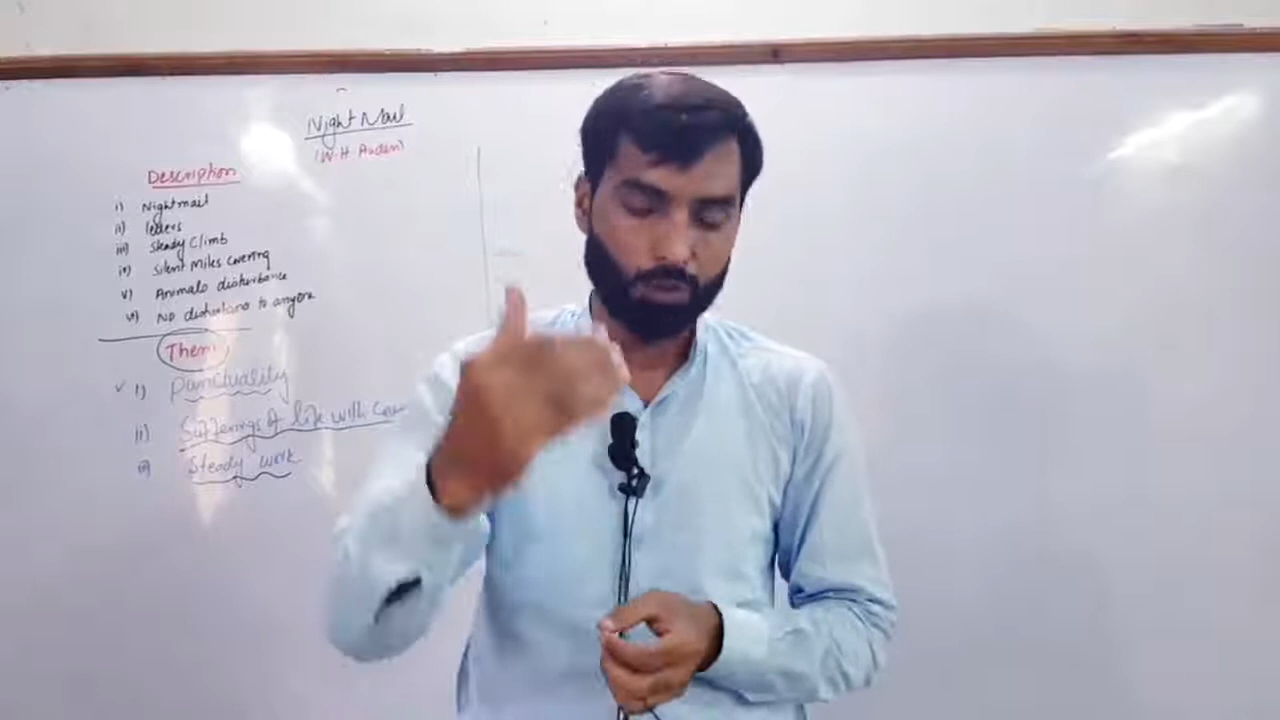 Night Mail
(W.H Auden)
Description
i) Nightmail
ii) letters
iii) Steady Climb
iv) Silent Miles covering
v) Animals disturbance
vi) No disturbance to anyone
Them
✓ i) Punctuality
ii) Sufferings of life with
iii) Steady work